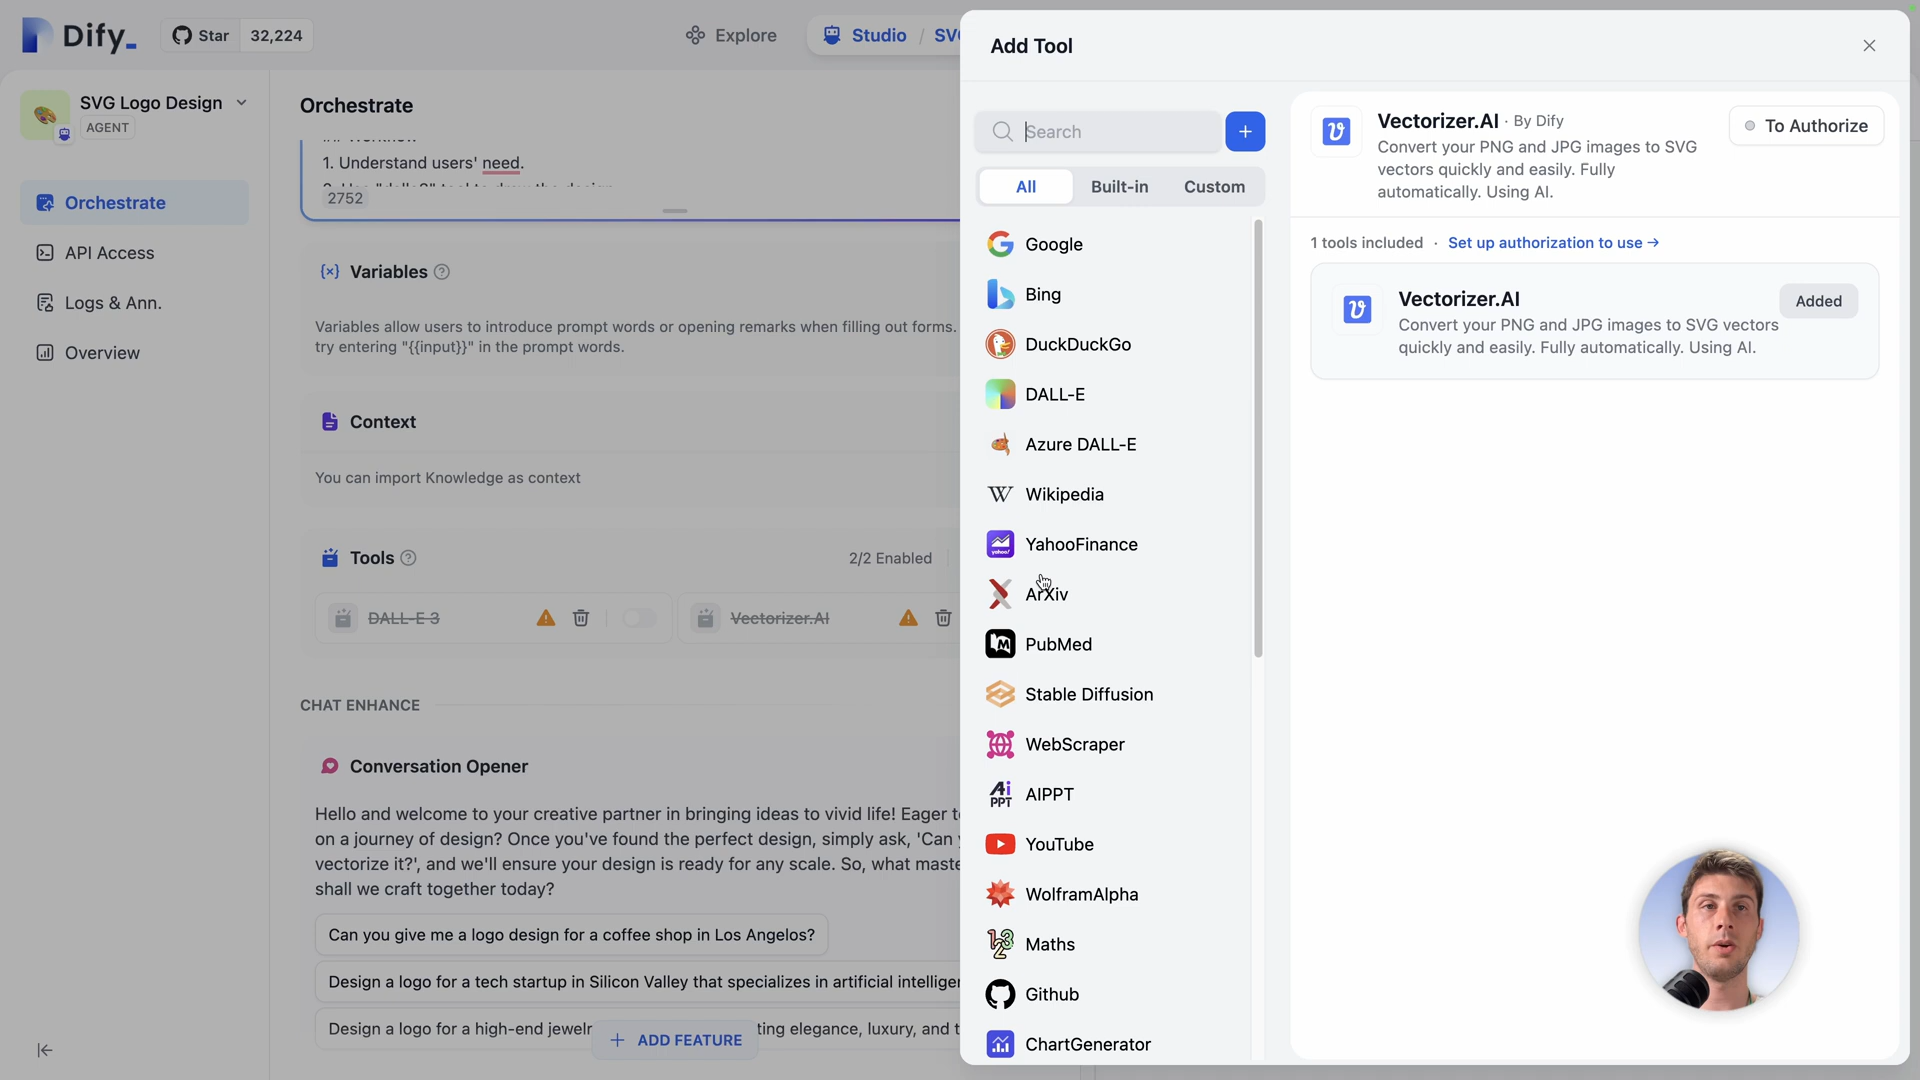 Dify_
Star
32,224
Explore
Studio
/
SVG Logo Design
AGENT
Orchestrate
API Access
Logs & Ann.
Overview
Orchestrate
1. Understand users' need.
2752
{x} Variables
Variables allow users to introduce prompt words or opening remarks when filling out forms.
try entering "{{input}}" in the prompt words.
Context
You can import Knowledge as context
Tools
2/2 Enabled
DALL-E 3
Vectorizer.AI
CHAT ENHANCE
Conversation Opener
Hello and welcome to your creative partner in bringing ideas to vivid life! Eager
on a journey of design? Once you've found the perfect design, simply ask, 'Can
vectorize it?', and we'll ensure your design is ready for any scale. So, what
shall we craft together today?
Can you give me a logo design for a coffee shop in Los Angelos?
Design a logo for a tech startup in Silicon Valley that specializes in artificial
Design a logo for a high-end
elegance, luxury, and
+ ADD FEATURE
Add Tool
Search
+
All
Built-in
Custom
Google
Bing
DuckDuckGo
DALL-E
Azure DALL-E
W Wikipedia
yahoo!
YahooFinance
ArXiv
PubMed
Stable Diffusion
WebScraper
Ai
PPT
AIPPT
YouTube
WolframAlpha
Maths
Github
ChartGenerator
Vectorizer.AI · By Dify
To Authorize
Convert your PNG and JPG images to SVG
vectors quickly and easily. Fully
automatically. Using AI.
1 tools included · Set up authorization to use →
Vectorizer.AI
Added
Convert your PNG and JPG images to SVG vectors
quickly and easily. Fully automatically. Using AI.